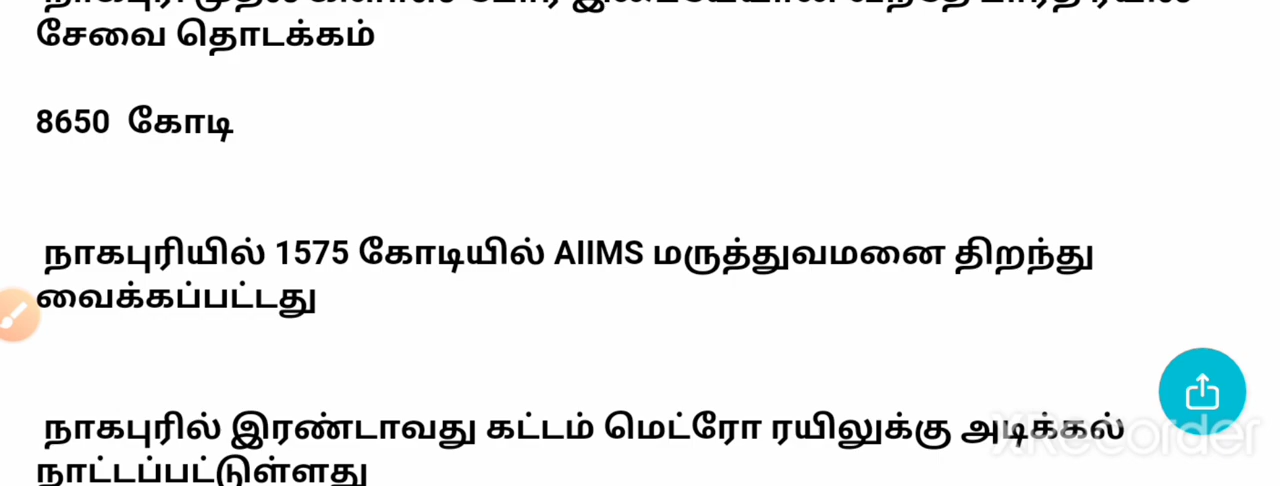 சேவை தொடக்கம்
8650 கோடி
நாகபுரியில் 1575 கோடியில் AIIMS மருத்துவமனை திறந்து
வைக்கப்பட்டது
நாகபுரில் இரண்டாவது கட்டம் மெட்ரோ ரயிலுக்கு அடிக்கல்
நாட்டப்பட்டுள்ளது
XRecorder